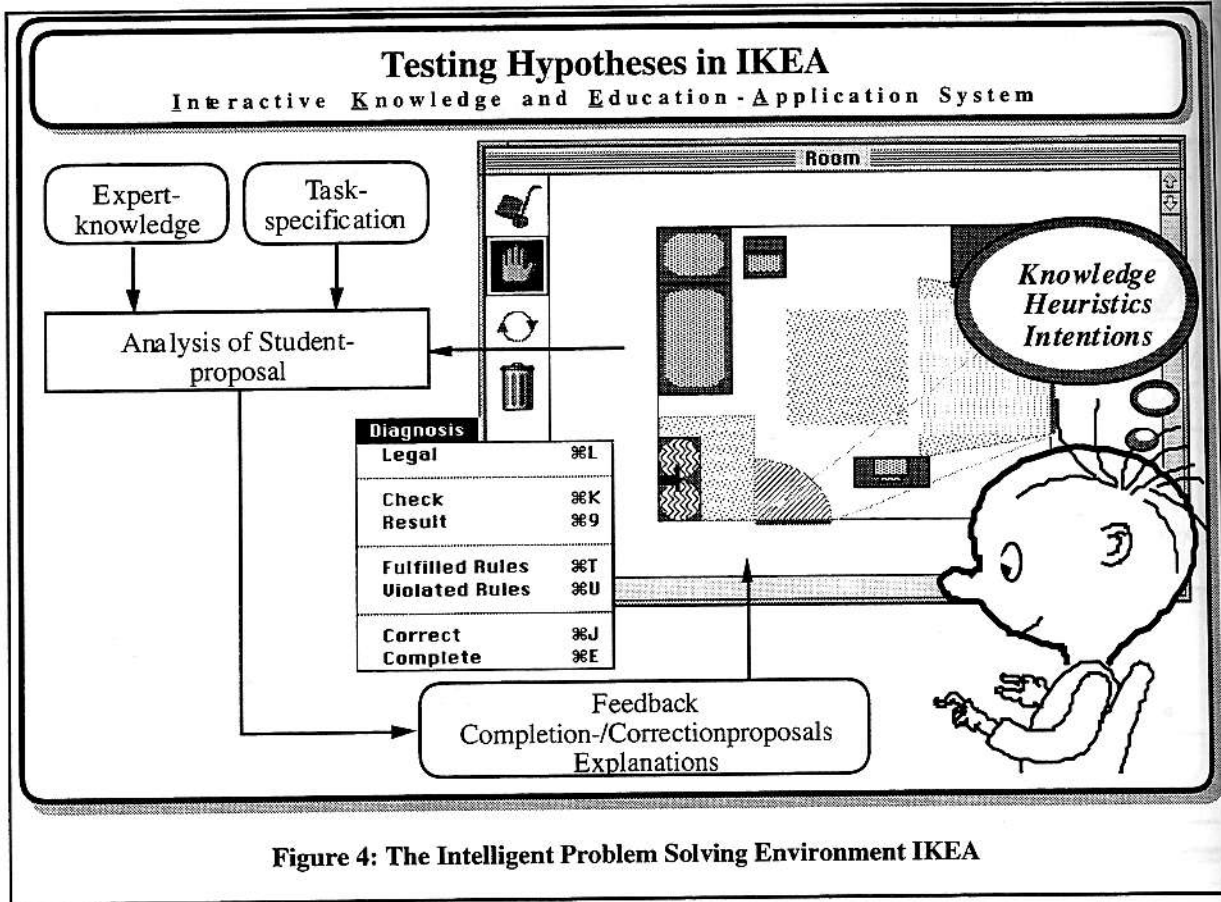 Testing Hypotheses in IKEA
Interactive Knowledge and Education-Application System
Room
Expert-
knowledge
Task-
specification
Knowledge
Heuristics
Intentions
Analysis of Student-
proposal
Diagnosis
Legal ⌘L
Check ⌘K
Result ⌘9
Fulfilled Rules ⌘T
Violated Rules ⌘U
Correct ⌘J
Complete ⌘E
Feedback
Completion-/Correctionproposals
Explanations
Figure 4: The Intelligent Problem Solving Environment IKEA